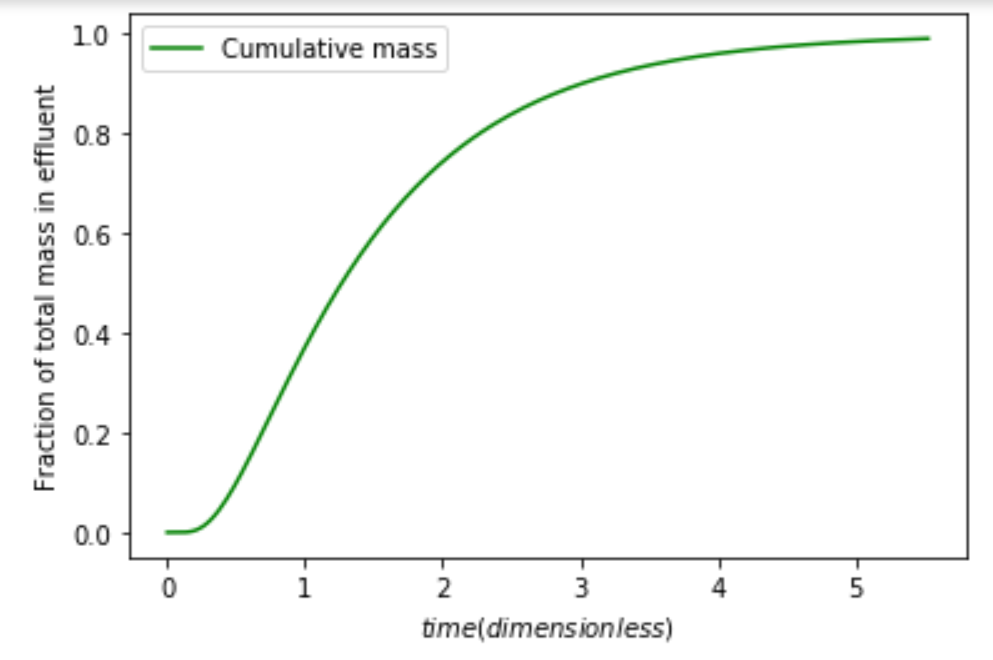 Cumulative mass
Fraction of total mass in effluent
1.0
0.8
0.6
0.4
0.2
0.0
0 1 2 3 4 5
time(dimensionless)